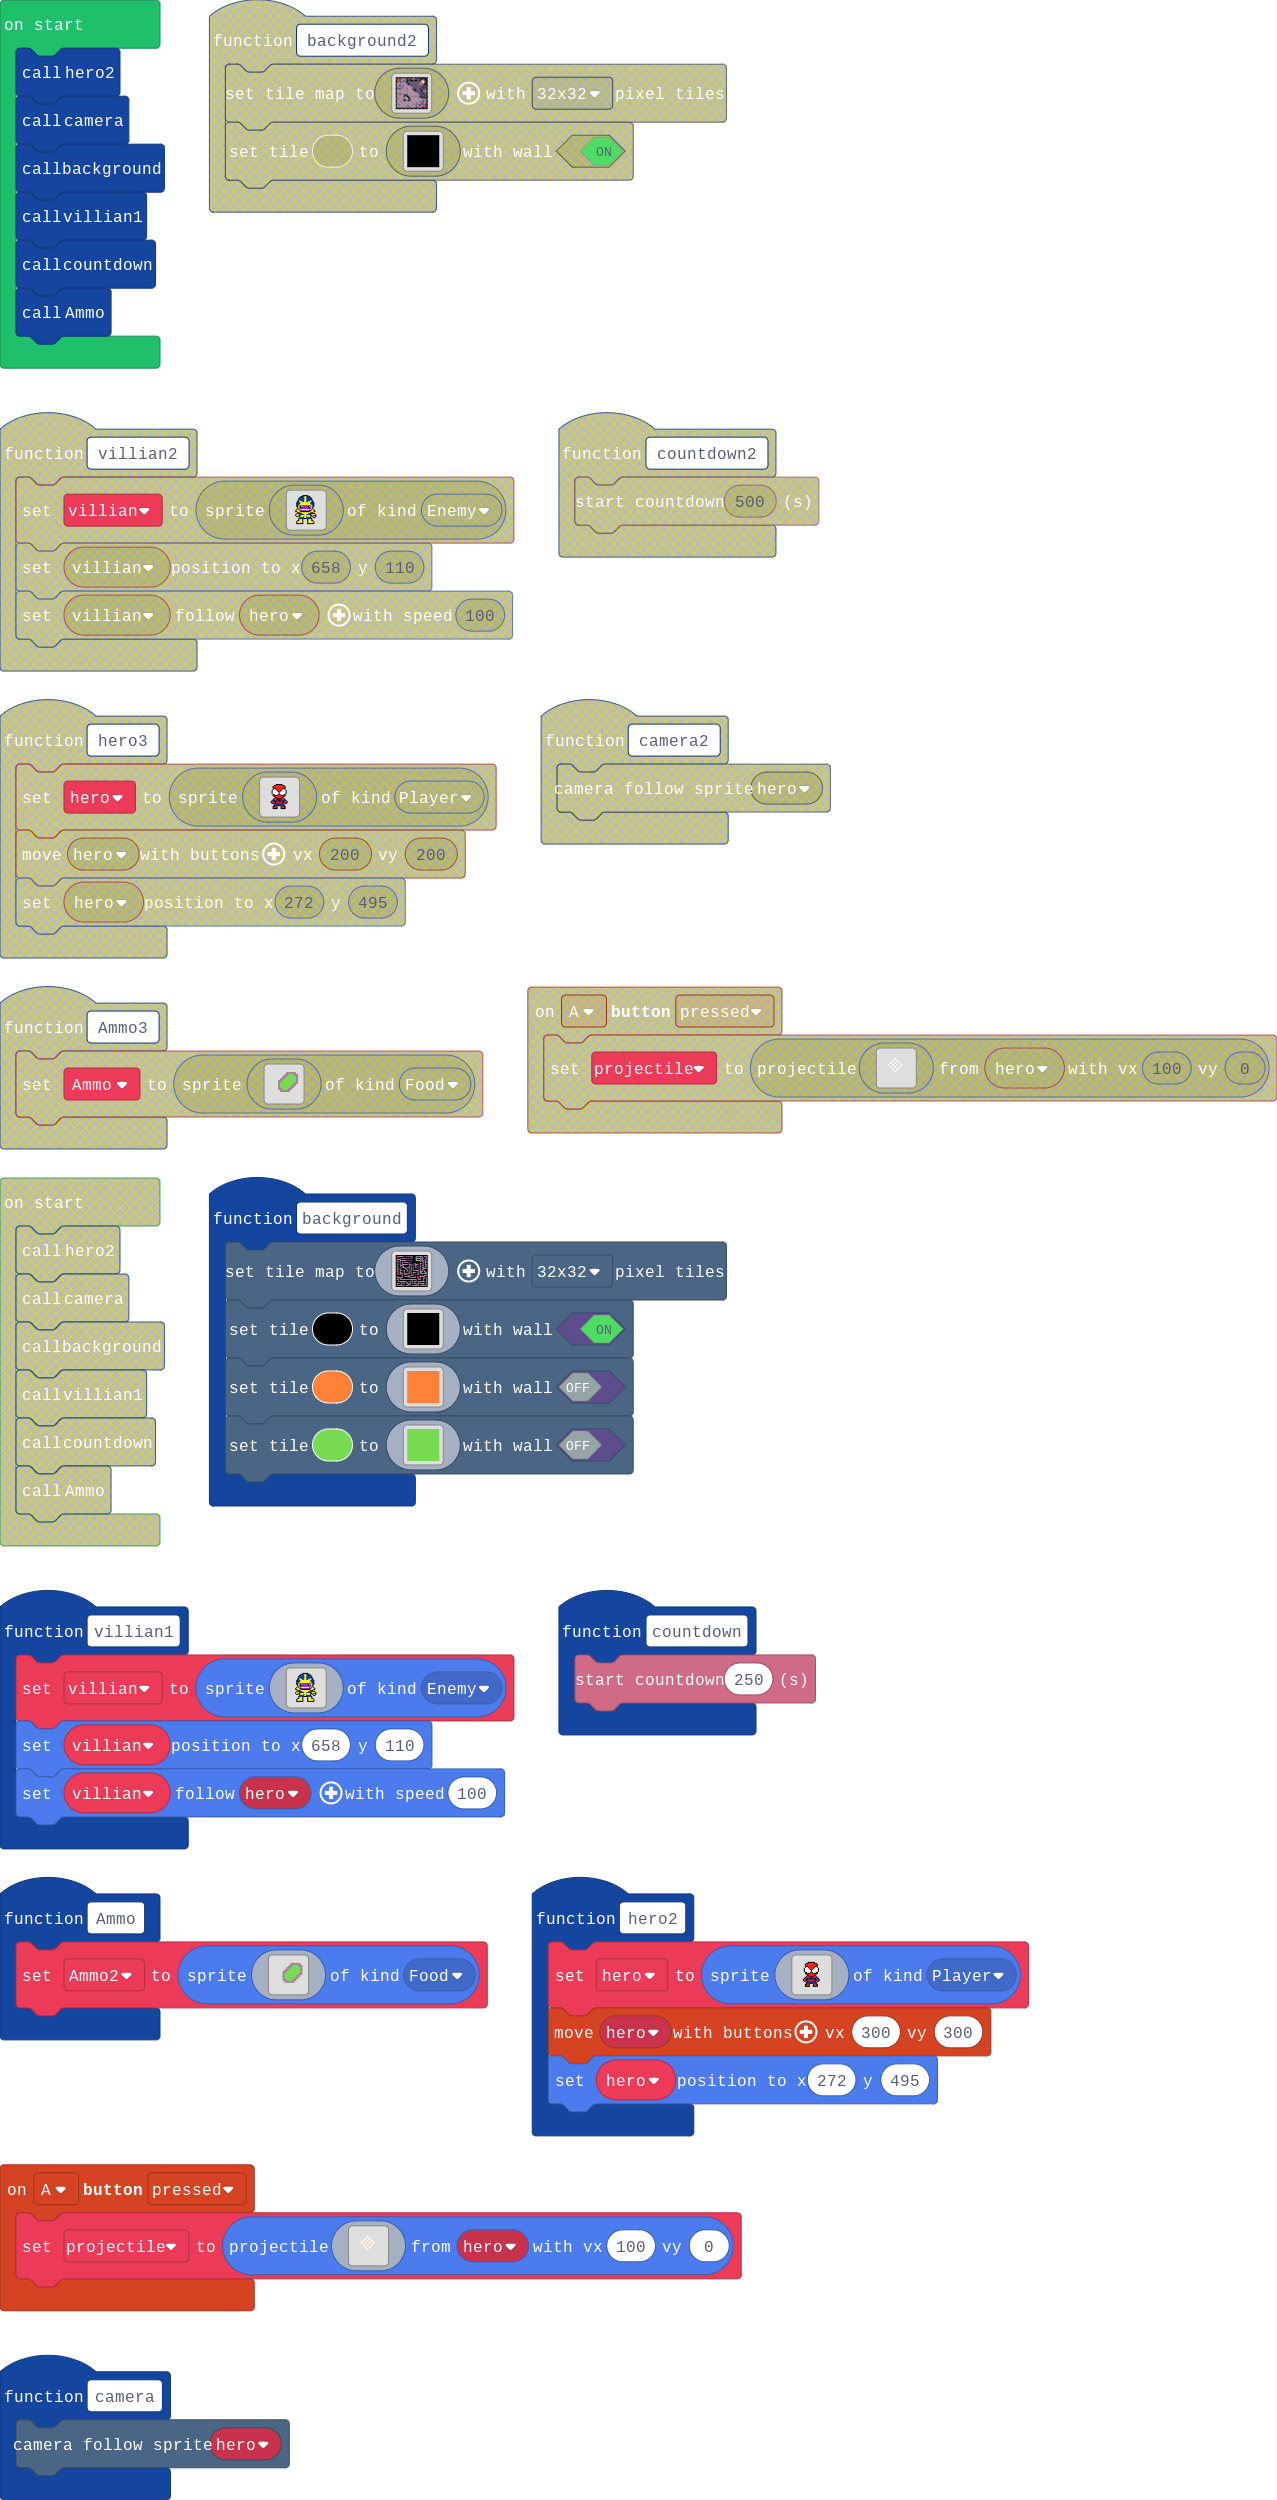 on start
call hero2
call camera
call background
call villian1
call countdown
call Ammo
function background2
set tile map to with 32x32 pixel tiles
set tile to with wall ON
function villian2
set villian to sprite of kind Enemy
set villian position to x 658 y 110
set villian follow hero with speed 100
function countdown2
start countdown 500 (s)
function hero3
set hero to sprite of kind Player
move hero with buttons vx 200 vy 200
set hero position to x 272 y 495
function camera2
camera follow sprite hero
function Ammo3
set Ammo to sprite of kind Food
on A button pressed
set projectile to projectile from hero with vx 100 vy 0
on start
call hero2
call camera
call background
call villian1
call countdown
call Ammo
function background
set tile map to with 32x32 pixel tiles
set tile to with wall ON
set tile to with wall OFF
set tile to with wall OFF
function villian1
set villian to sprite of kind Enemy
set villian position to x 658 y 110
set villian follow hero with speed 100
function countdown
start countdown 250 (s)
function Ammo
set Ammo2 to sprite of kind Food
function hero2
set hero to sprite of kind Player
move hero with buttons vx 300 vy 300
set hero position to x 272 y 495
on A button pressed
set projectile to projectile from hero with vx 100 vy 0
function camera
camera follow sprite hero